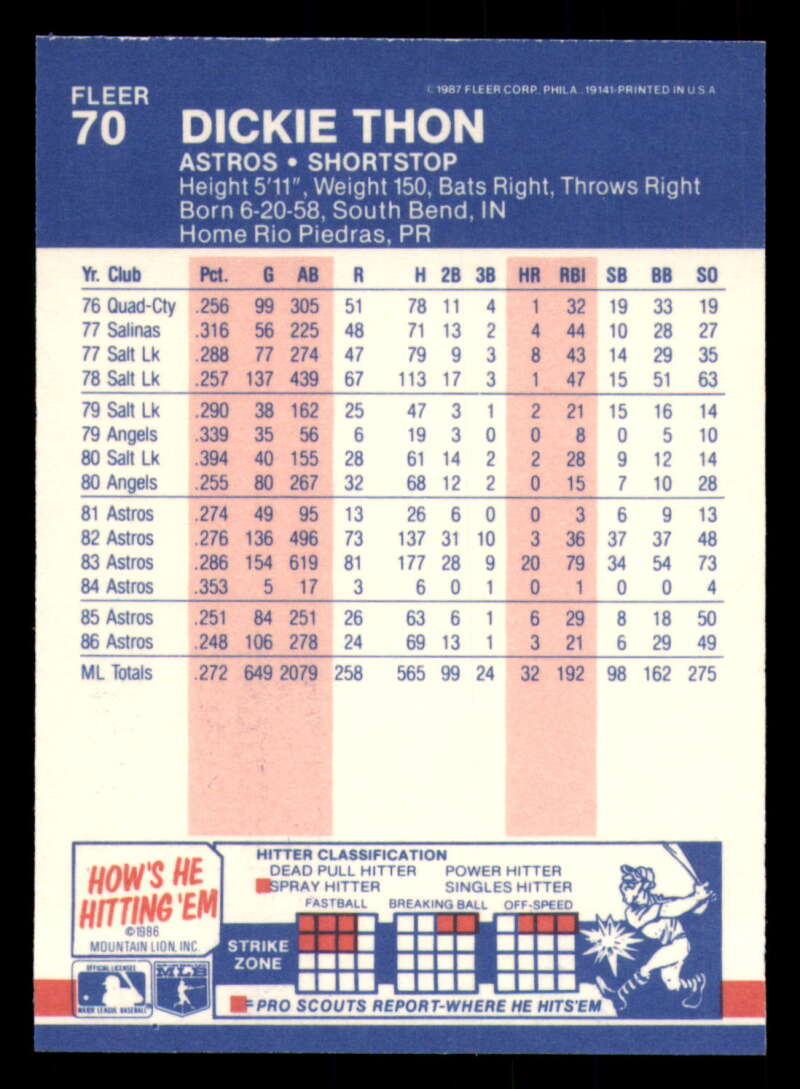 FLEER
© 1987 FLEER CORP. PHILA., 19141-PRINTED IN U.S.A
70 DICKIE THON
ASTROS • SHORTSTOP
Height 5'11", Weight 150, Bats Right, Throws Right
Born 6-20-58, South Bend, IN
Home Rio Piedras, PR
Yr. Club Pct. G AB R H 2B 3B HR RBI SB BB SO
76 Quad-Cty .256 99 305 51 78 11 4 1 32 19 33 19
77 Salinas .316 56 225 48 71 13 2 4 44 10 28 27
77 Salt Lk .288 77 274 47 79 9 3 8 43 14 29 35
78 Salt Lk .257 137 439 67 113 17 3 1 47 15 51 63
79 Salt Lk .290 38 162 25 47 3 1 2 21 15 16 14
79 Angels .339 35 56 6 19 3 0 0 8 0 5 10
80 Salt Lk .394 40 155 28 61 14 2 2 28 9 12 14
80 Angels .255 80 267 32 68 12 2 0 15 7 10 28
81 Astros .274 49 95 13 26 6 0 0 3 6 9 13
82 Astros .276 136 496 73 137 31 10 3 36 37 37 48
83 Astros .286 154 619 81 177 28 9 20 79 34 54 73
84 Astros .353 5 17 3 6 0 1 0 1 0 0 4
85 Astros .251 84 251 26 63 6 1 6 29 8 18 50
86 Astros .248 106 278 24 69 13 1 3 21 6 29 49
ML Totals .272 649 2079 258 565 99 24 32 192 98 162 275
HOW'S HE
HITTING 'EM
©1986
MOUNTAIN LION, INC.
HITTER CLASSIFICATION
DEAD PULL HITTER POWER HITTER
SPRAY HITTER SINGLES HITTER
FASTBALL BREAKING BALL OFF-SPEED
STRIKE
ZONE
OFFICIAL LICENSEE
MAJOR LEAGUE BASEBALL
MLB
=PRO SCOUTS REPORT-WHERE HE HITS'EM